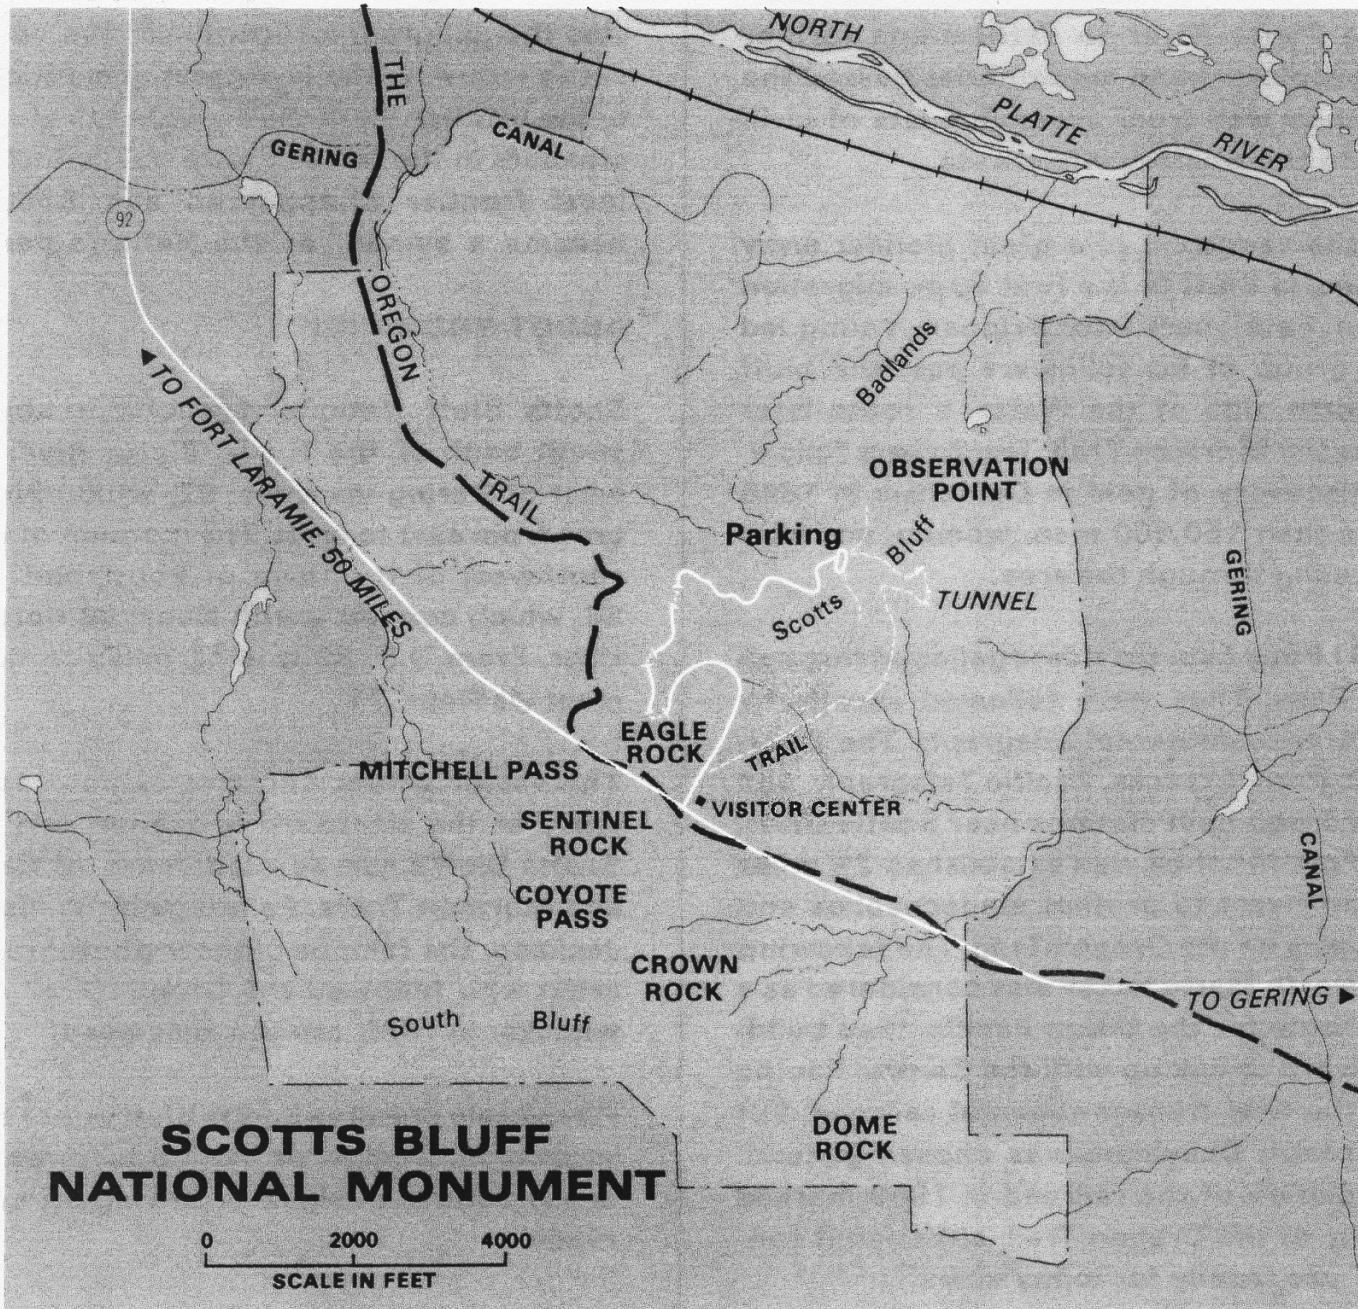 NORTH
PLATTE
RIVER
THE
GERING
CANAL
92
OREGON
TO FORT LARAMIE, 50 MILES
Badlands
OBSERVATION
POINT
TRAIL
Parking
Bluff
TUNNEL
Scotts
GERING
EAGLE
ROCK
TRAIL
MITCHELL PASS
VISITOR CENTER
SENTINEL
ROCK
CANAL
COYOTE
PASS
CROWN
ROCK
TO GERING
South Bluff
DOME
ROCK
SCOTTS BLUFF
NATIONAL MONUMENT
0 2000 4000
SCALE IN FEET